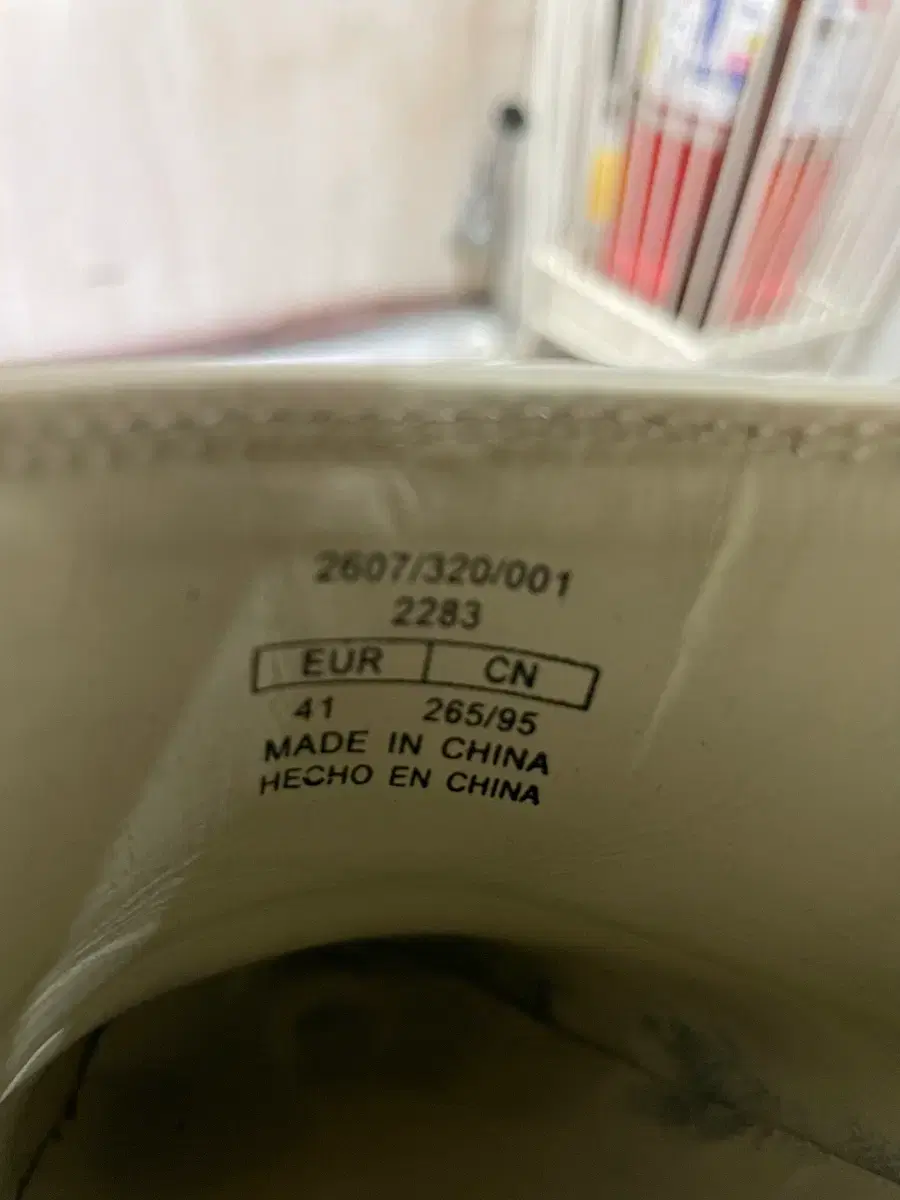 2607/320/001
2283
EUR CN
41 265/95
MADE IN CHINA
HECHO EN CHINA